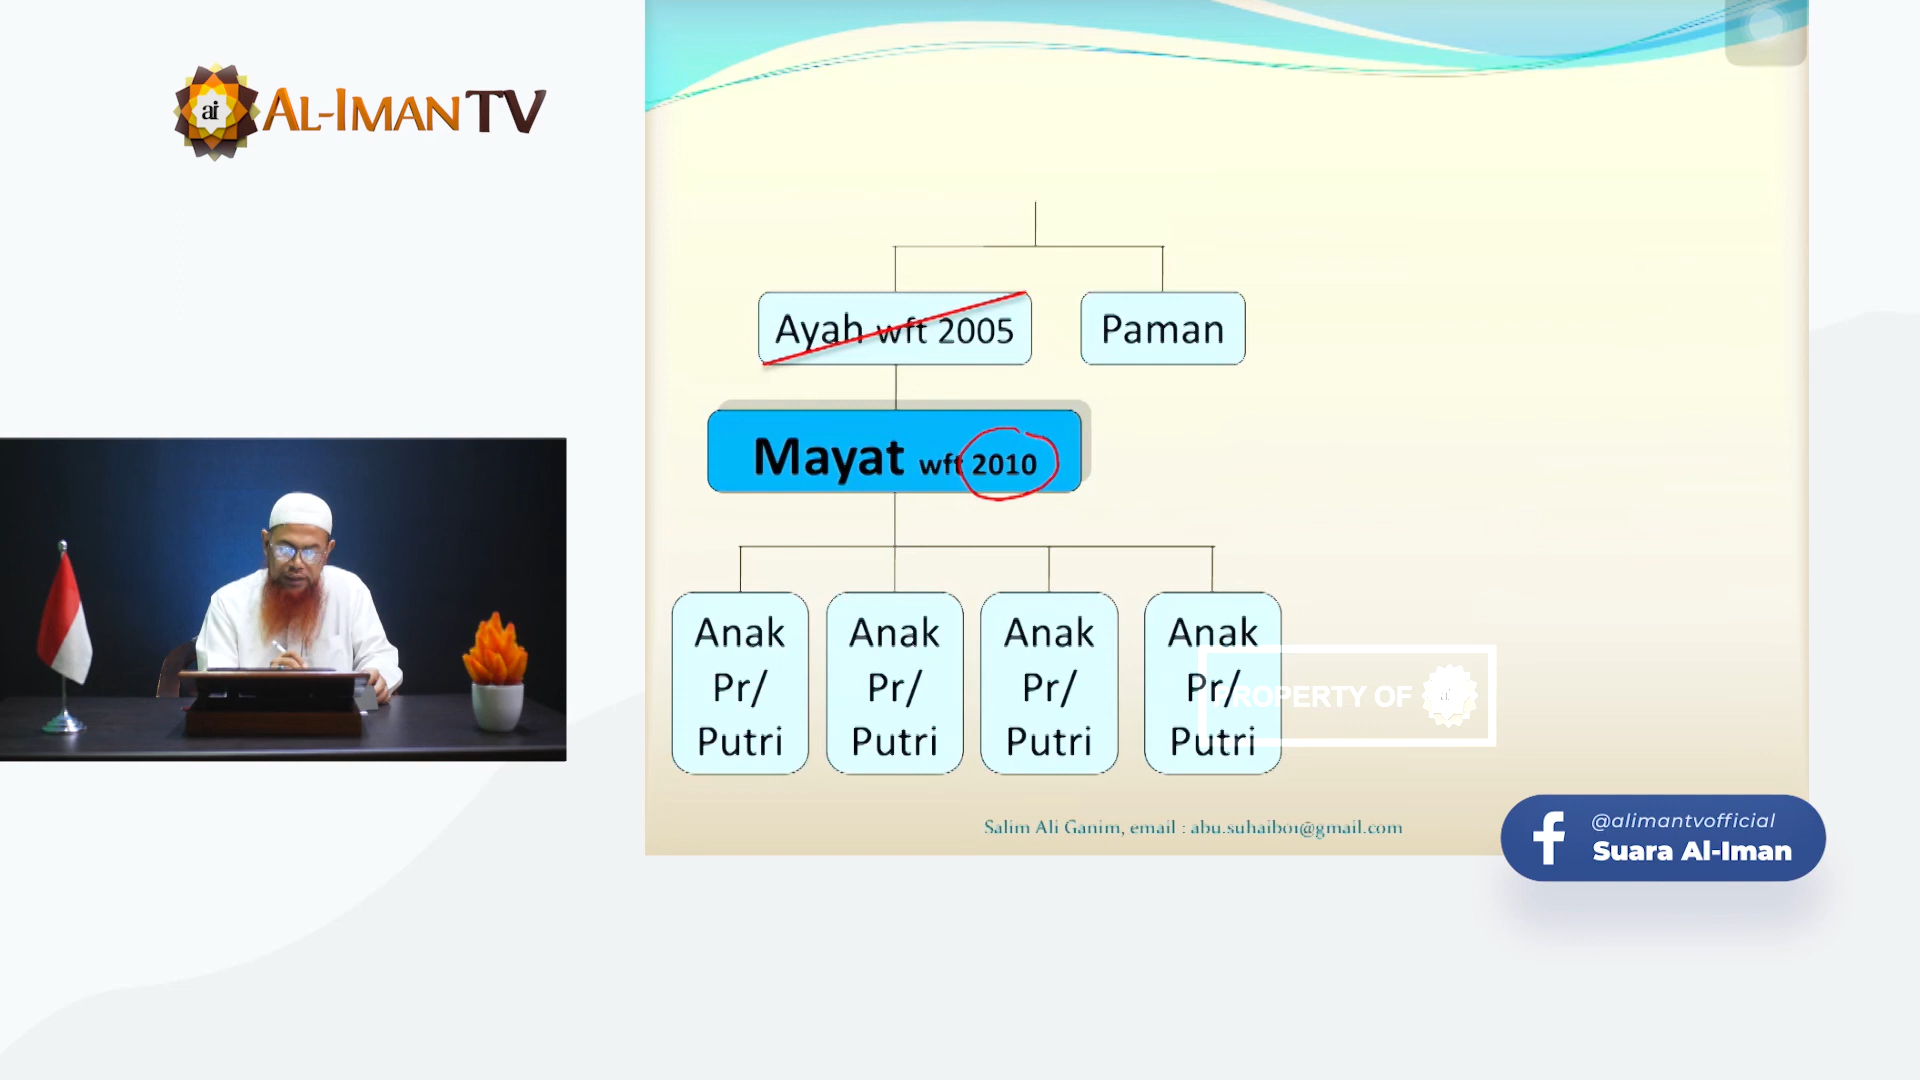 ai AL-IMAN TV
Ayah wft 2005
Paman
Mayat wft 2010
Anak
Pr/
Putri
Anak
Pr/
Putri
Anak
Pr/
Putri
Anak
Pr/
Putri
PROPERTY OF
Salim Ali Ganim, email : abu.suhaib01@gmail.com
@alimantvofficial
Suara Al-Iman